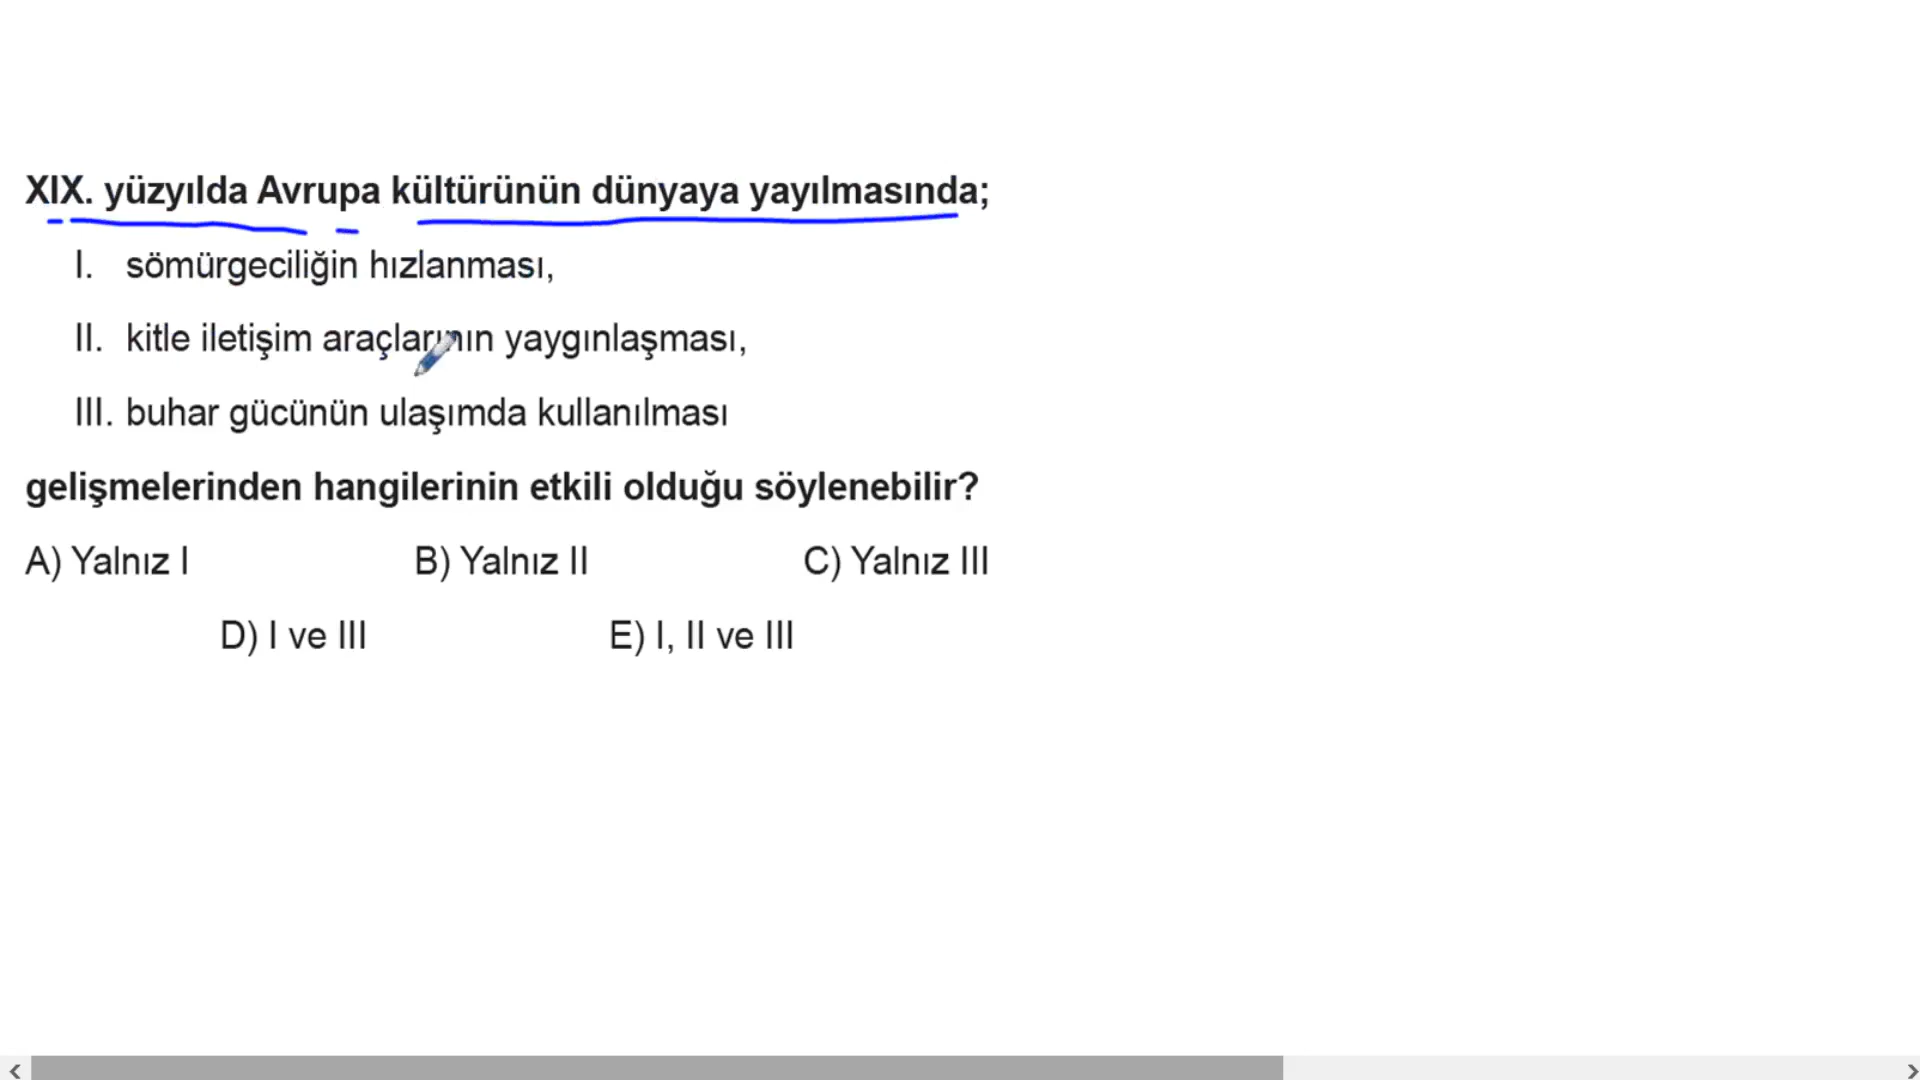 XIX. yüzyılda Avrupa kültürünün dünyaya yayılmasında;
I. sömürgeciliğin hızlanması,
II. kitle iletişim araçlarının yaygınlaşması,
III. buhar gücünün ulaşımda kullanılması
gelişmelerinden hangilerinin etkili olduğu söylenebilir?
A) Yalnız I B) Yalnız II C) Yalnız III
D) I ve III E) I, II ve III